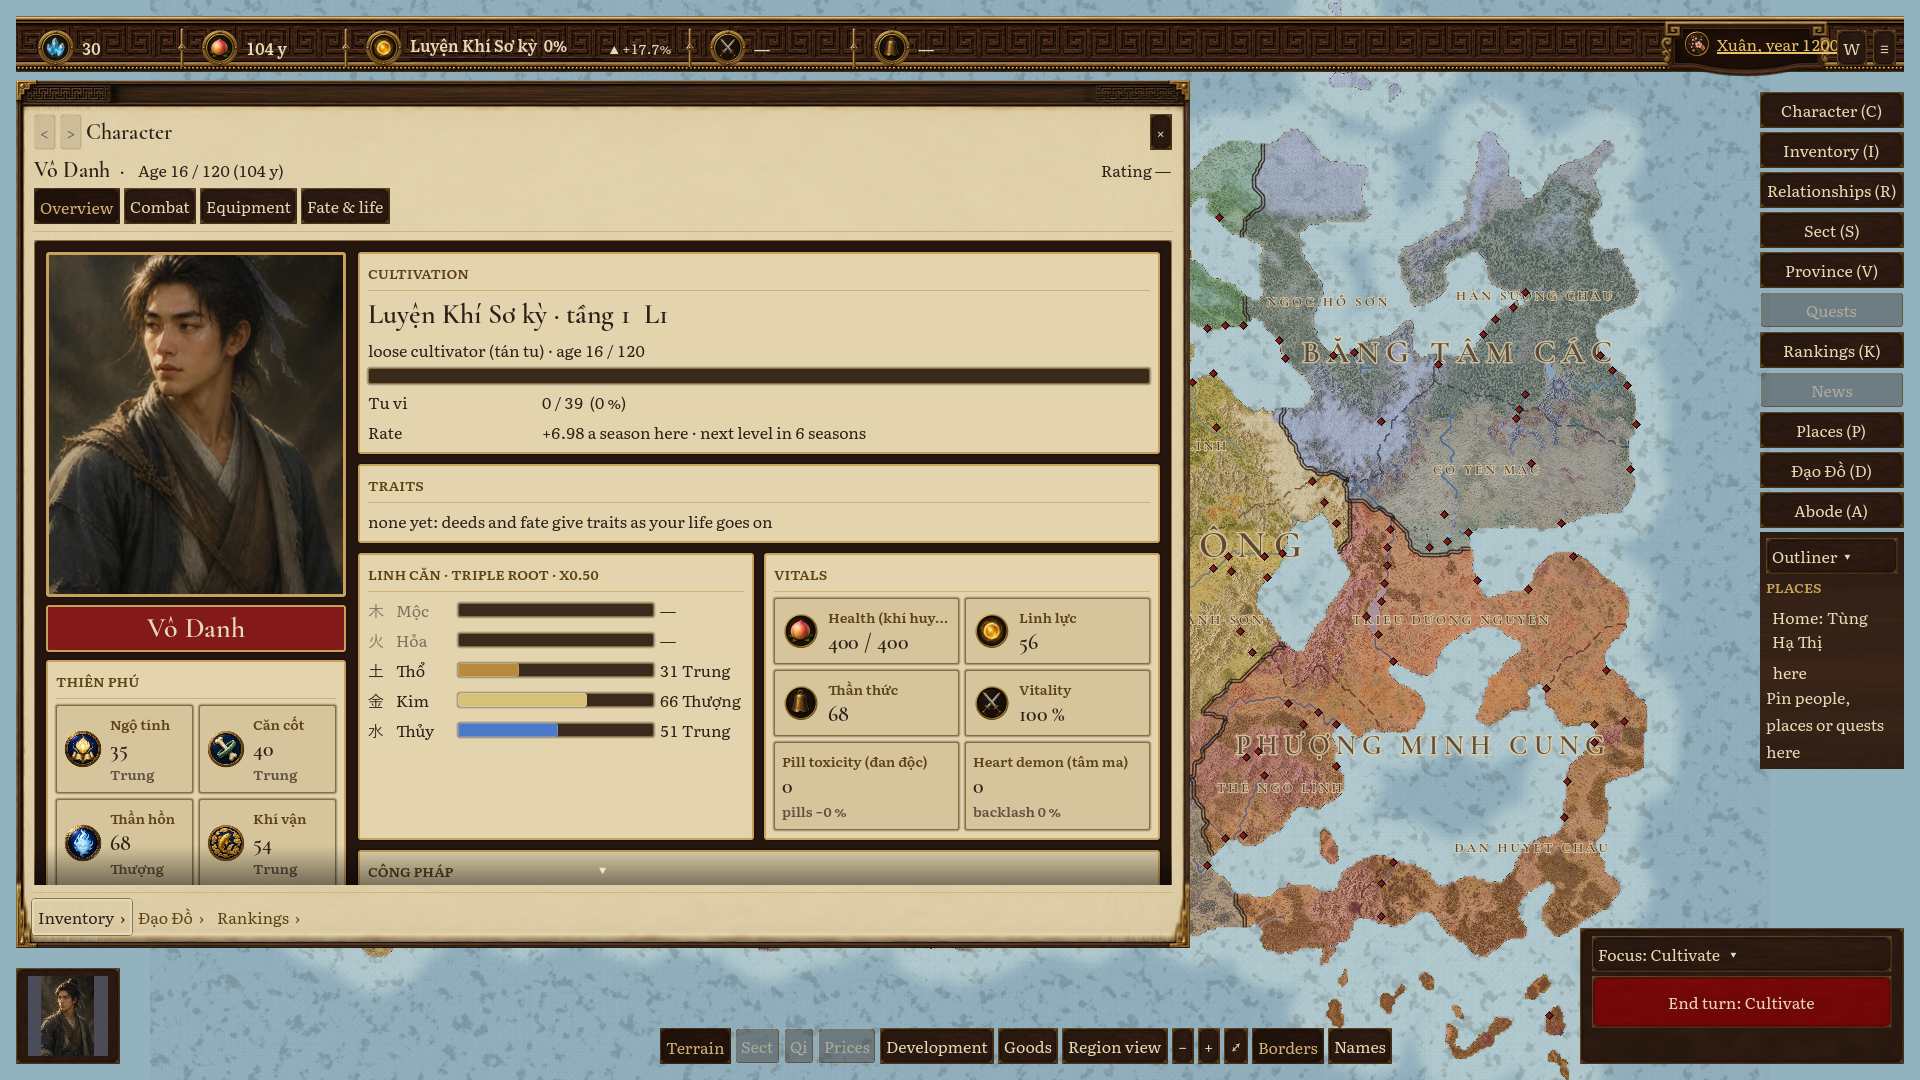 30
104 y
Luyện Khí Sơ kỳ 0%
▲ +17.7%
—
—
Xuân, year 1200
W
≡
< > Character
×
Vô Danh · Age 16 / 120 (104 y)
Rating —
Overview
Combat
Equipment
Fate & life
Vô Danh
THIÊN PHÚ
Ngộ tính
35
Trung
Căn cốt
40
Trung
Thần hồn
68
Thượng
Khí vận
54
Trung
CULTIVATION
Luyện Khí Sơ kỳ · tầng 1 L1
loose cultivator (tán tu) · age 16 / 120
Tu vi 0 / 39 (0 %)
Rate +6.98 a season here · next level in 6 seasons
TRAITS
none yet: deeds and fate give traits as your life goes on
LINH CĂN · TRIPLE ROOT · X0.50
木 Mộc —
火 Hỏa —
土 Thổ 31 Trung
金 Kim 66 Thượng
水 Thủy 51 Trung
VITALS
Health (khí huy...
400 / 400
Linh lực
56
Thần thức
68
Vitality
100 %
Pill toxicity (đan độc)
0
pills −0 %
Heart demon (tâm ma)
0
backlash 0 %
CÔNG PHÁP
▼
Inventory ›
Đạo Đồ ›
Rankings ›
NGỌC HỒ SƠN
HÀN SƯƠNG CHÂU
BĂNG TÂM CÁC
CÔ YÊN MẠC
ÔNG
TRIỀU DƯƠNG NGUYÊN
PHƯỢNG MINH CUNG
THÊ NGÔ LĨNH
ĐAN HUYỆT CHÂU
Character (C)
Inventory (I)
Relationships (R)
Sect (S)
Province (V)
Quests
Rankings (K)
News
Places (P)
Đạo Đồ (D)
Abode (A)
Outliner ▾
PLACES
Home: Tùng
Hạ Thị
here
Pin people,
places or quests
here
Focus: Cultivate ▾
End turn: Cultivate
Terrain
Sect
Qi
Prices
Development
Goods
Region view
−
+
⤢
Borders
Names